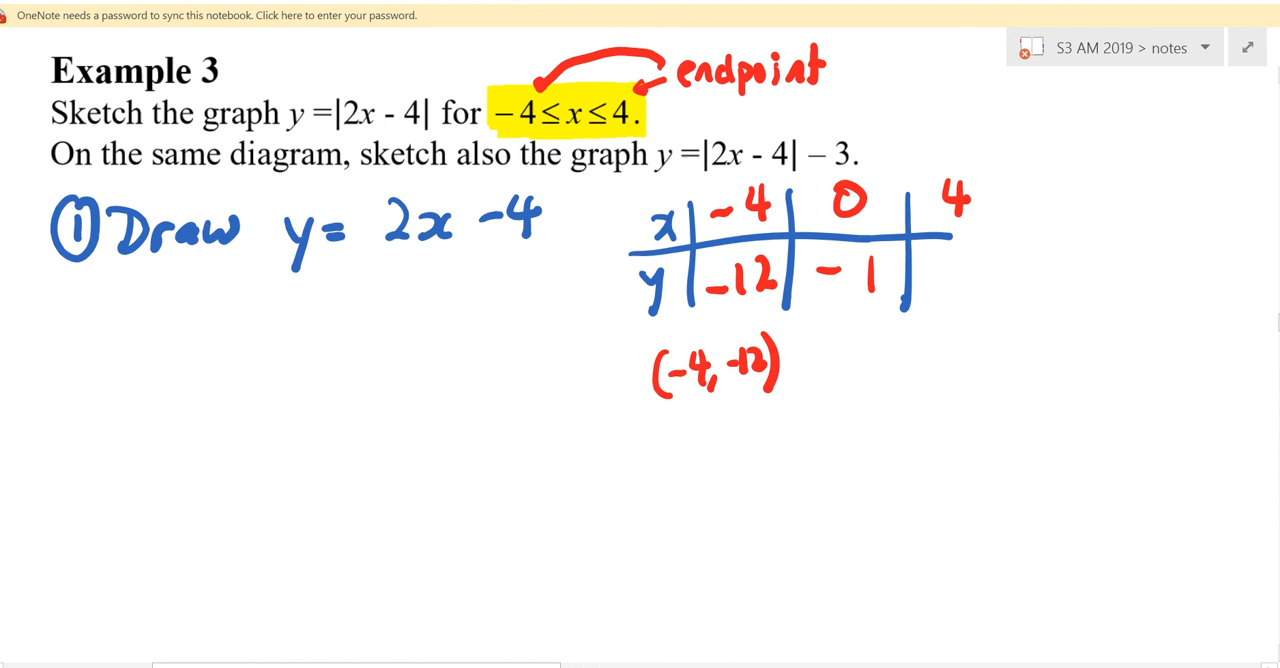 OneNote needs a password to sync this notebook. Click here to enter your password.
S3 AM 2019 > notes
Example 3
endpoint
Sketch the graph y =|2x - 4| for – 4 ≤ x ≤ 4.
On the same diagram, sketch also the graph y =|2x - 4| – 3.
① Draw y = 2x - 4
x | -4 | 0 | 4
y | -12 | - 1 |
(-4, -12)